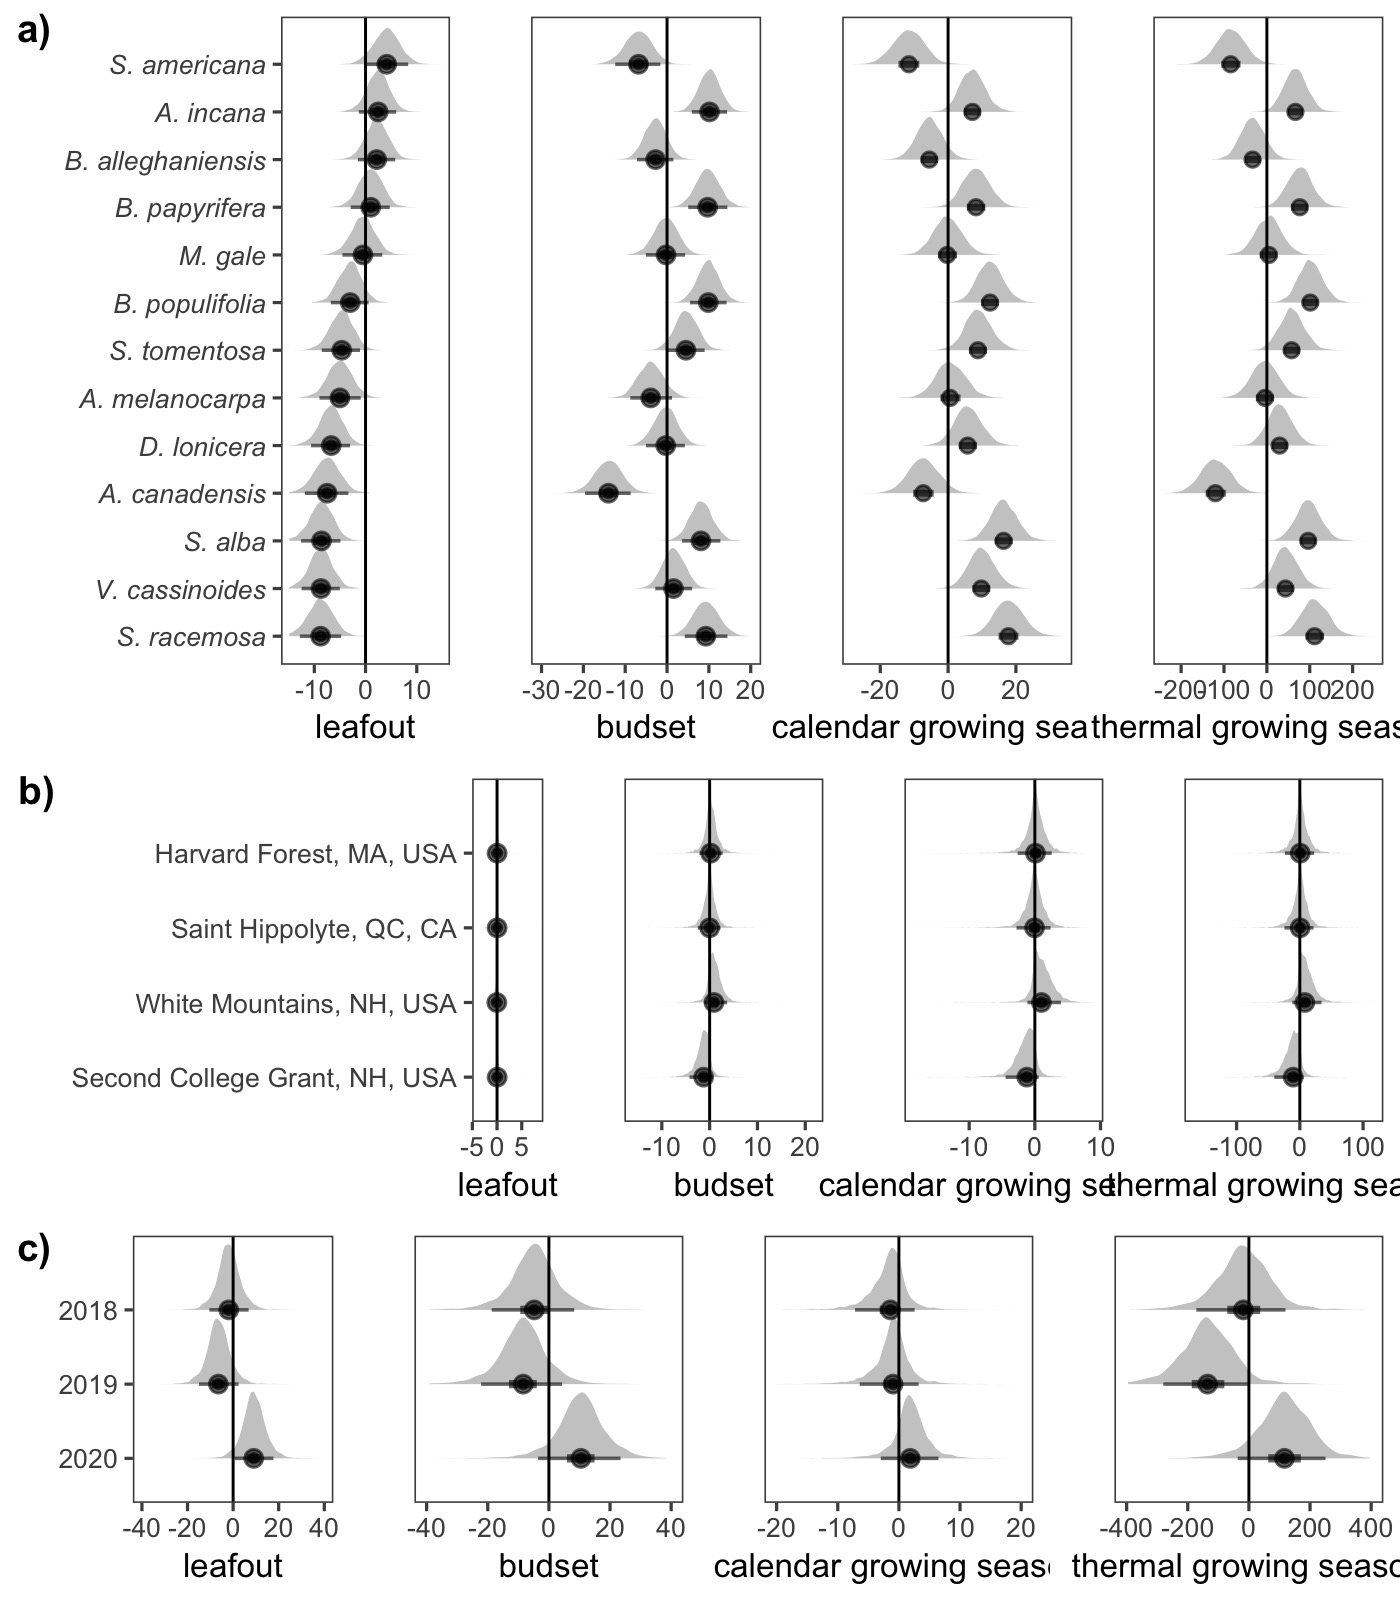 a)
S. americana
A. incana
B. alleghaniensis
B. papyrifera
M. gale
B. populifolia
S. tomentosa
A. melanocarpa
D. lonicera
A. canadensis
S. alba
V. cassinoides
S. racemosa
-10 0 10 -30 -20 -10 0 10 20 -20 0 20 -200 -100 0 100 200
leafout budset calendar growing sea thermal growing seas
b)
Harvard Forest, MA, USA
Saint Hippolyte, QC, CA
White Mountains, NH, USA
Second College Grant, NH, USA
-5 0 5 -10 0 10 20 -10 0 10 -100 0 100
leafout budset calendar growing se thermal growing sea
c)
2018
2019
2020
-40 -20 0 20 40 -40 -20 0 20 40 -20 -10 0 10 20 -400 -200 0 200 400
leafout budset calendar growing seas thermal growing seaso